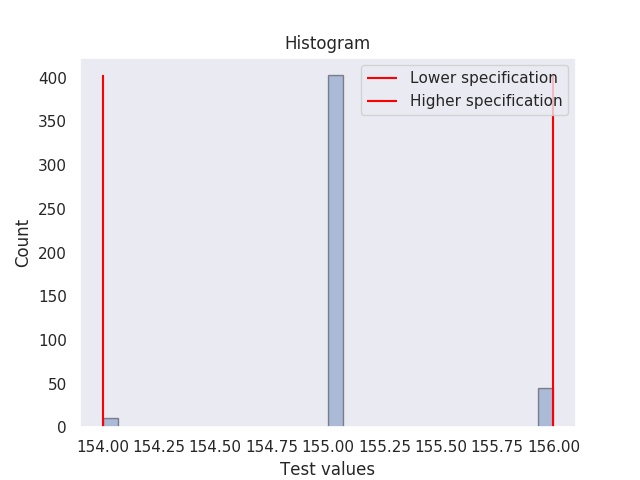 Histogram
Lower specification
Higher specification
400
350
300
250
200
150
100
50
0
Count
154.00 154.25 154.50 154.75 155.00 155.25 155.50 155.75 156.00
Test values